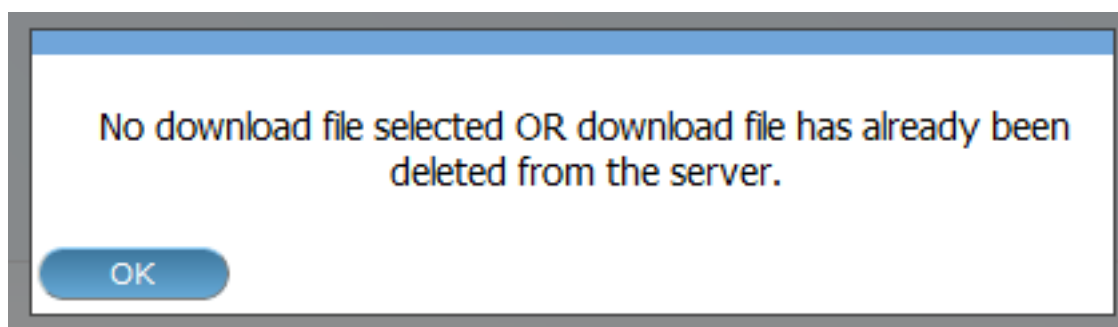 No download file selected OR download file has already been
deleted from the server.
OK